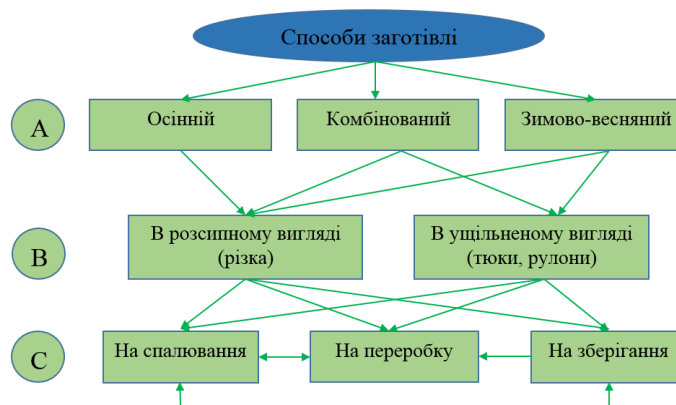 Способи заготівлі
А
Осінній
Комбінований
Зимово-весняний
В
В розсипному вигляді
(різка)
В ущільненому вигляді
(тюки, рулони)
С
На спалювання
На переробку
На зберігання